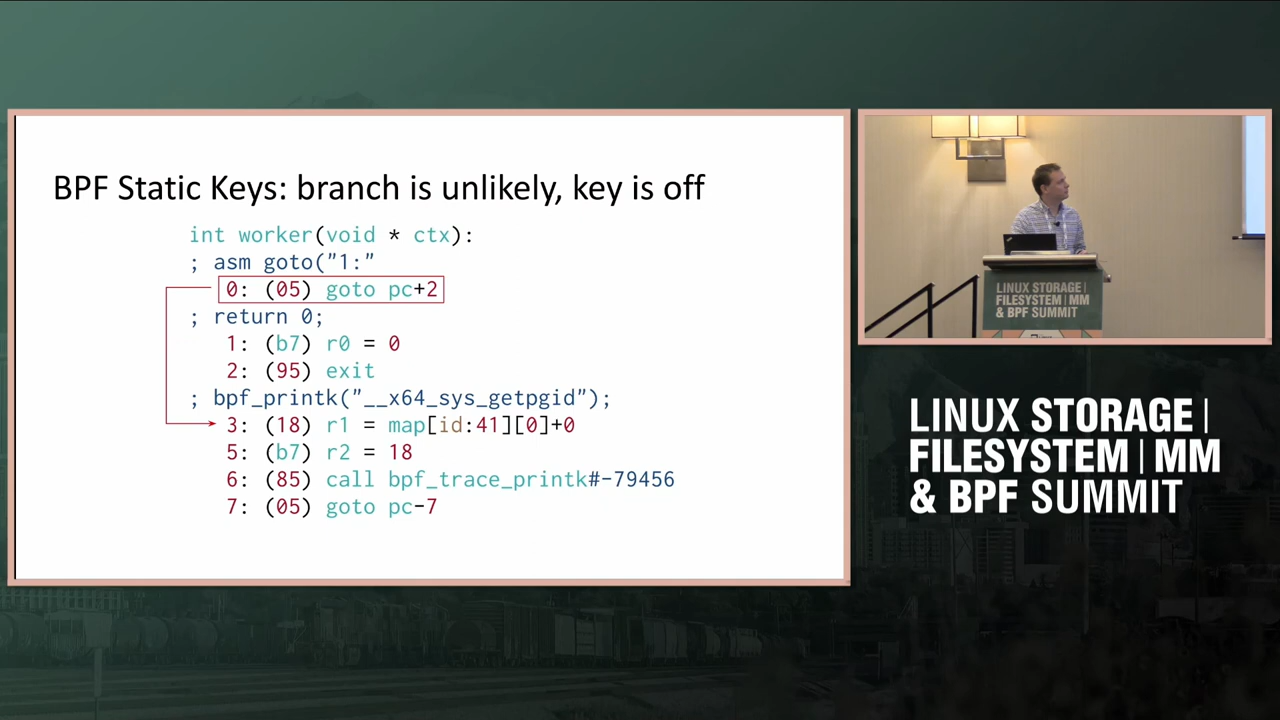 BPF Static Keys: branch is unlikely, key is off
int worker(void * ctx):
; asm goto("1:"
0: (05) goto pc+2
; return 0;
1: (b7) r0 = 0
2: (95) exit
; bpf_printk("__x64_sys_getpgid");
3: (18) r1 = map[id:41][0]+0
5: (b7) r2 = 18
6: (85) call bpf_trace_printk#-79456
7: (05) goto pc-7
LINUX STORAGE |
FILESYSTEM | MM
& BPF SUMMIT
LINUX STORAGE |
FILESYSTEM | MM
& BPF SUMMIT